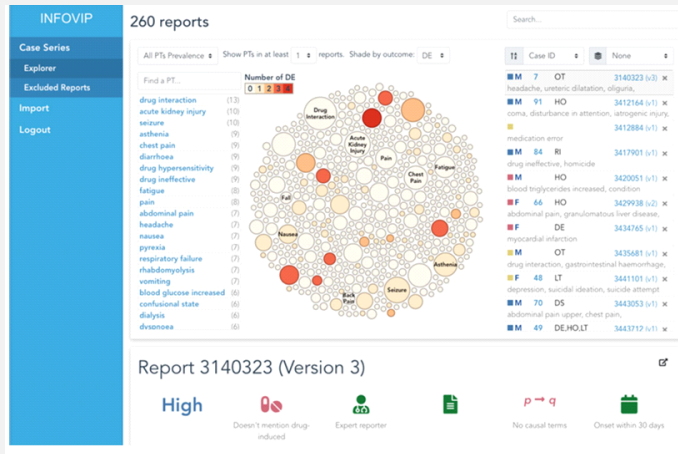 INFOVIP
Case Series
Explorer
Excluded Reports
Import
Logout
260 reports
Search...
All PTs Prevalence
Show PTs in at least 1 reports. Shade by outcome: DE
Find a PT...
drug interaction (13)
acute kidney injury (10)
seizure (10)
asthenia (9)
chest pain (9)
diarrhoea (9)
drug hypersensitivity (9)
drug ineffective (9)
fatigue (8)
pain (8)
abdominal pain (7)
headache (7)
nausea (7)
pyrexia (7)
respiratory failure (7)
rhabdomyolysis (7)
vomiting (7)
blood glucose increased (6)
confusional state (6)
dialysis (6)
dyspnoea (6)
Number of DE
0 1 2 3 4
Drug
Interaction
Acute
Kidney
Injury
Pain
Chest
Pain
Fatigue
Fall
Nausea
Asthenia
Seizure
Back
Pain
Case ID
None
M 7 OT 3140323 (v3) ×
headache, ureteric dilatation, oliguria,
M 91 HO 3412164 (v1) ×
coma, disturbance in attention, iatrogenic injury,
3412884 (v1) ×
medication error
M 84 RI 3417901 (v1) ×
drug ineffective, homicide
M HO 3420051 (v1) ×
blood triglycerides increased, condition
F 66 HO 3429938 (v2) ×
abdominal pain, granulomatous liver disease,
F DE 3434765 (v1) ×
myocardial infarction
M OT 3435681 (v1) ×
drug interaction, gastrointestinal haemorrhage,
F 48 LT 3441101 (v1) ×
depression, suicidal ideation, suicide attempt
M 70 DS 3443053 (v1) ×
abdominal pain upper, chest pain,
M 49 DE,HO,LT 3443712 (v1) ×
Report 3140323 (Version 3)
High
p → q
Doesn't mention drug-
induced
Expert reporter
No causal terms
Onset within 30 days